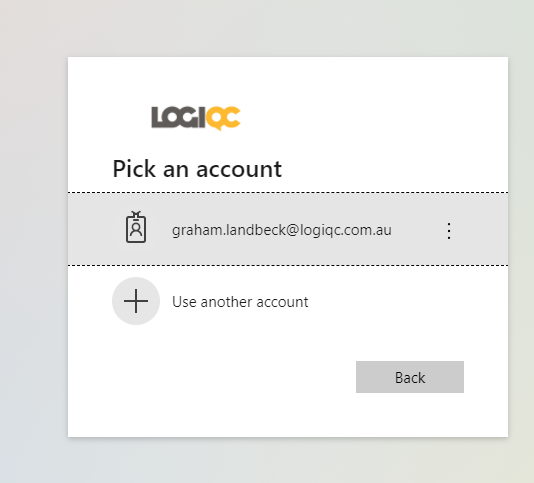 LOGIQC
Pick an account
graham.landbeck@logiqc.com.au
Use another account
Back